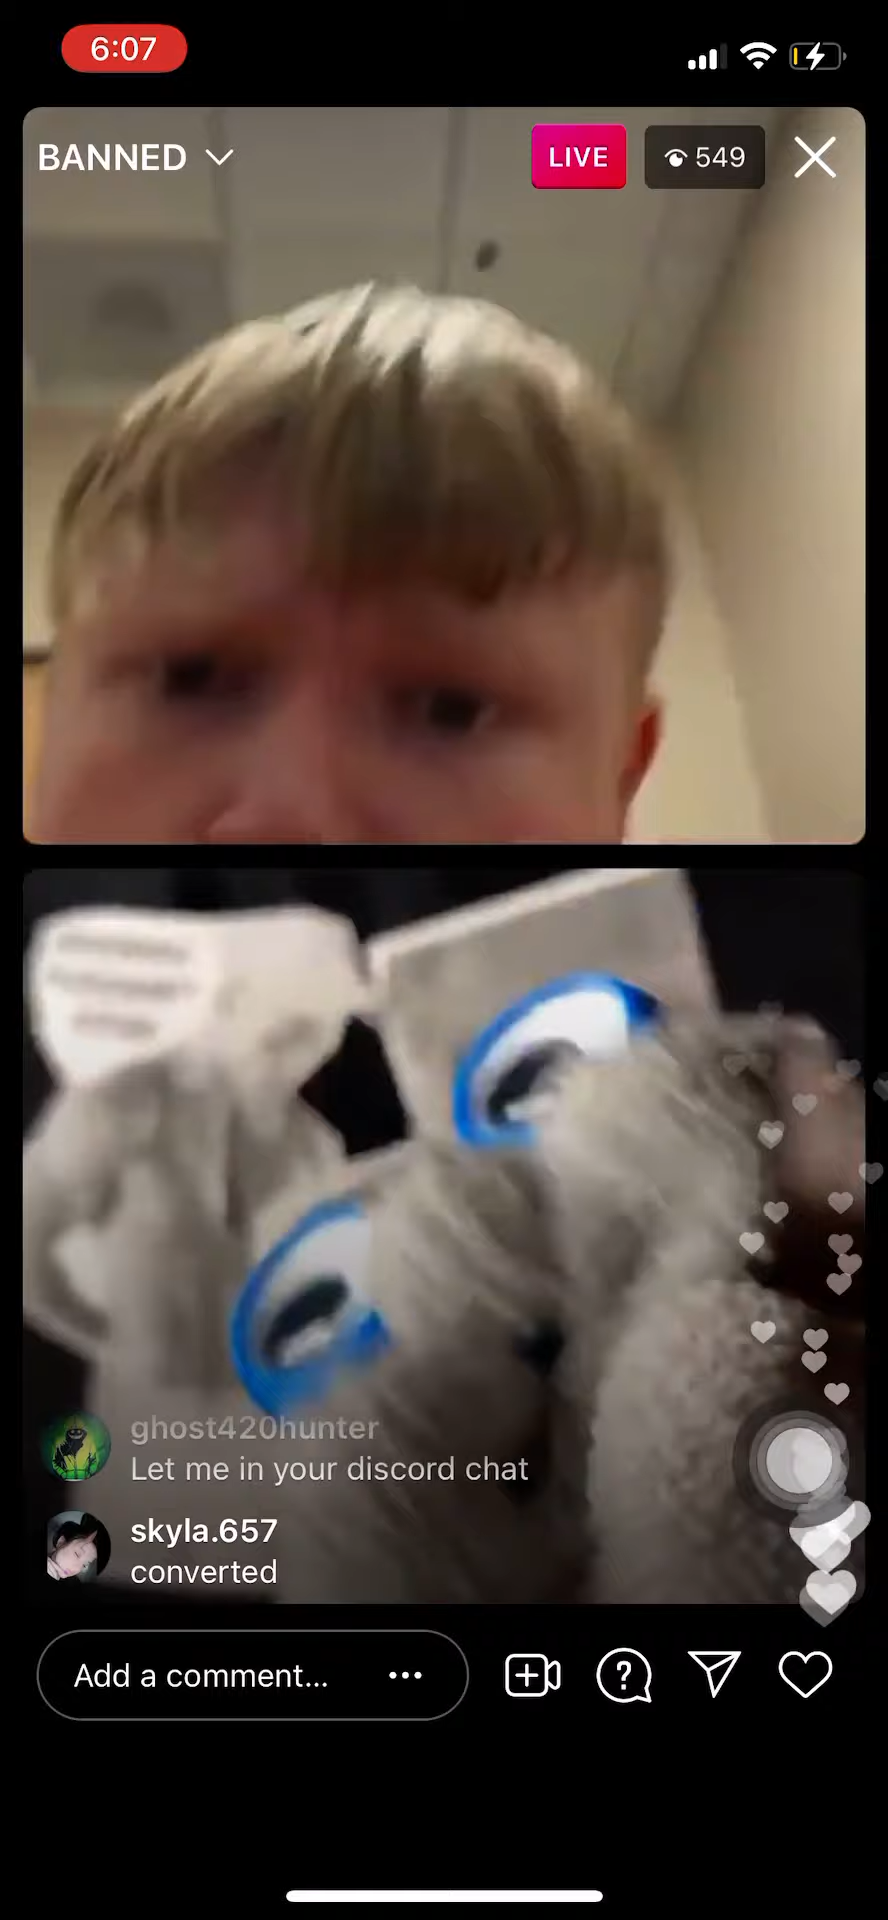 6:07
BANNED
LIVE
549
ghost420hunter
Let me in your discord chat
skyla.657
converted
Add a comment...